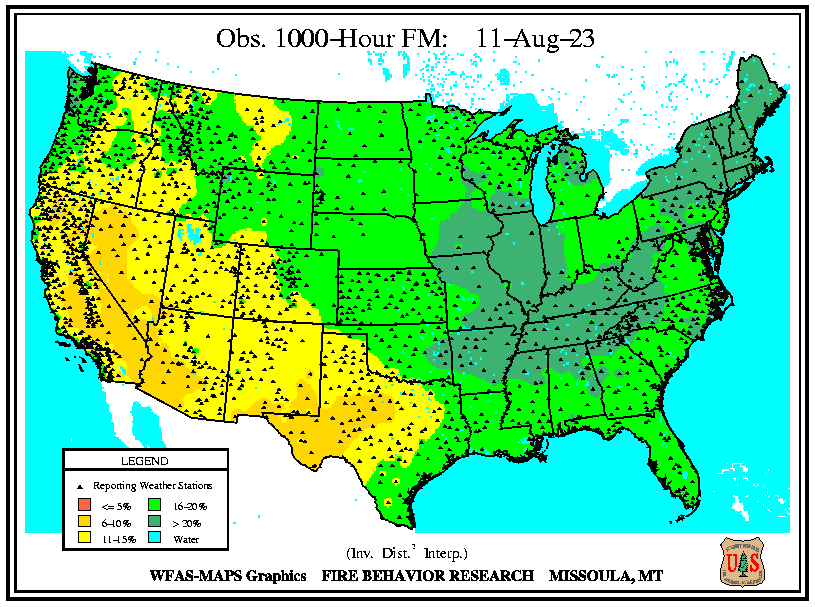 Obs. 1000-Hour FM: 11-Aug-23
LEGEND
Reporting Weather Stations
<= 5%
16-20%
6-10%
> 20%
11-15%
Water
(Inv. Dist.² Interp.)
WFAS-MAPS Graphics FIRE BEHAVIOR RESEARCH MISSOULA, MT
U S